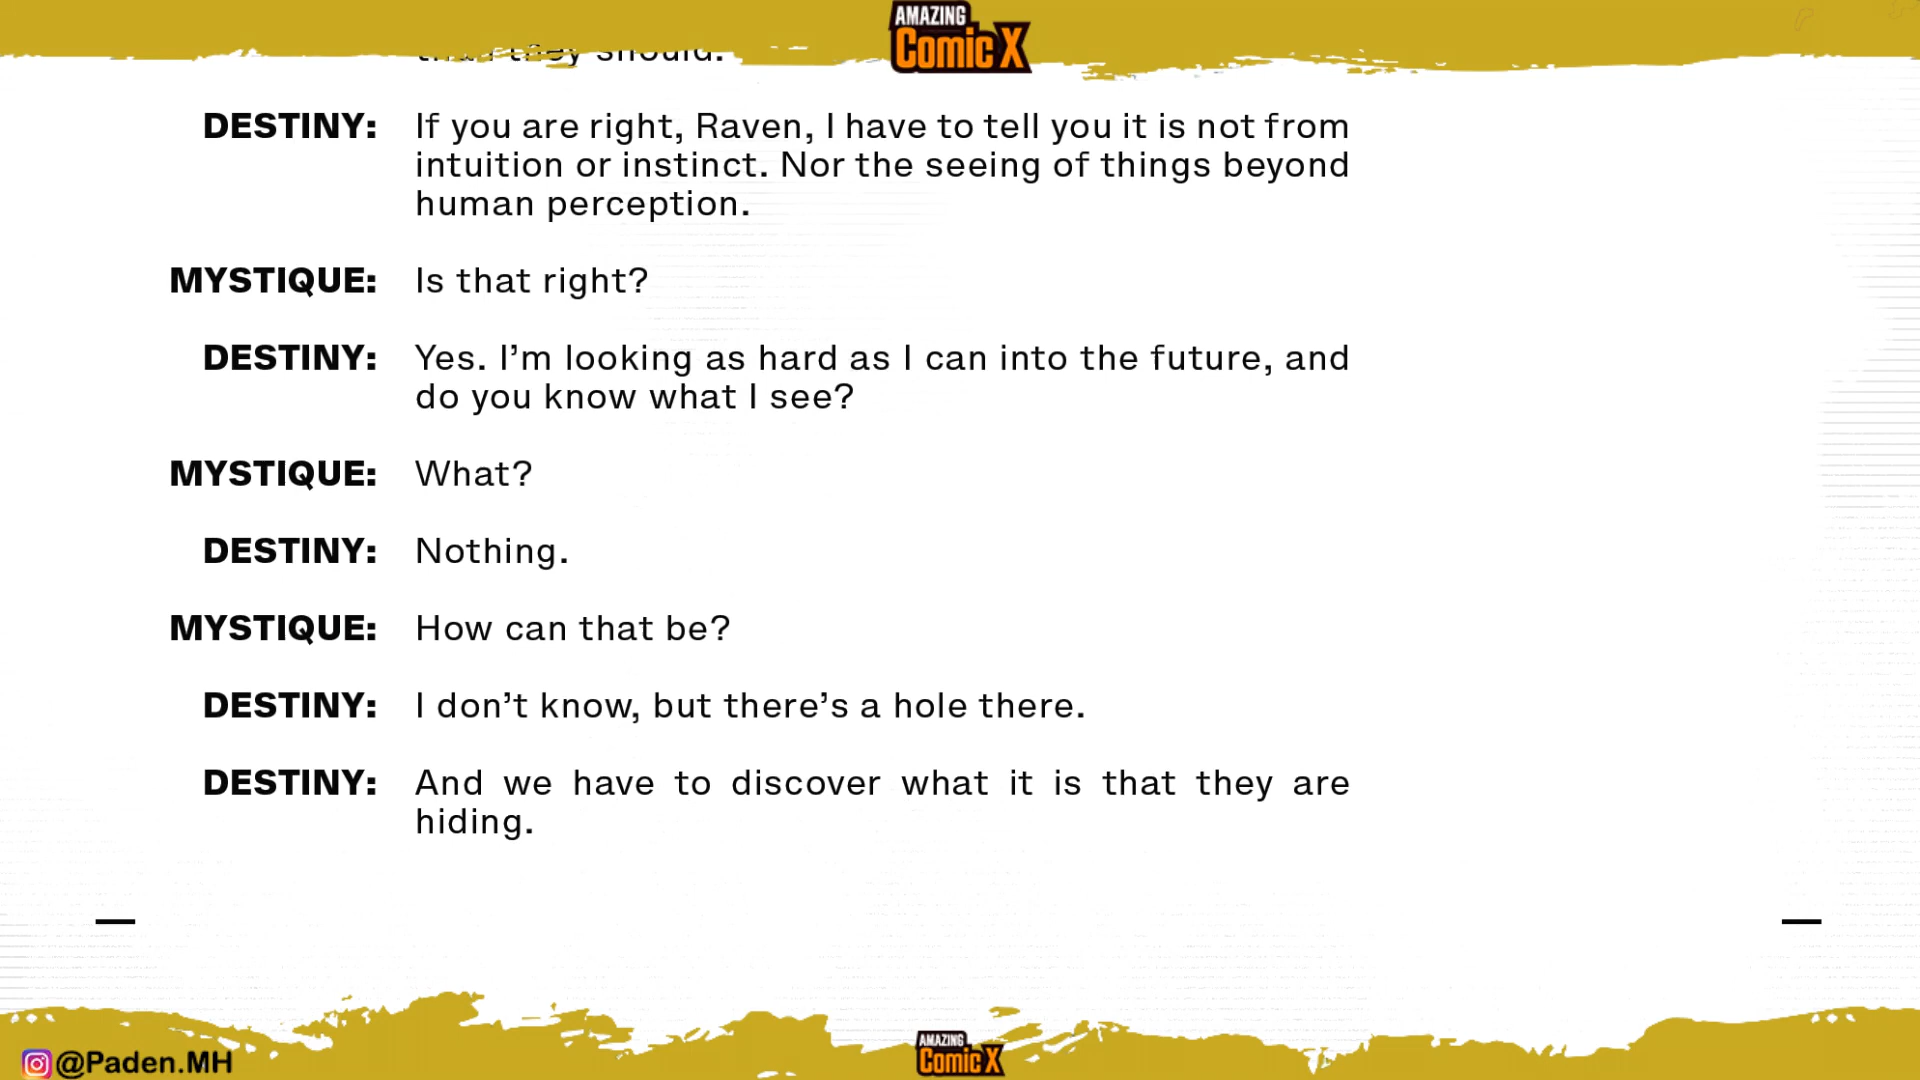 AMAZING
Comic X
they should.
DESTINY: If you are right, Raven, I have to tell you it is not from
intuition or instinct. Nor the seeing of things beyond
human perception.
MYSTIQUE: Is that right?
DESTINY: Yes. I’m looking as hard as I can into the future, and
do you know what I see?
MYSTIQUE: What?
DESTINY: Nothing.
MYSTIQUE: How can that be?
DESTINY: I don’t know, but there’s a hole there.
DESTINY: And we have to discover what it is that they are
hiding.
@Paden.MH
AMAZING
Comic X